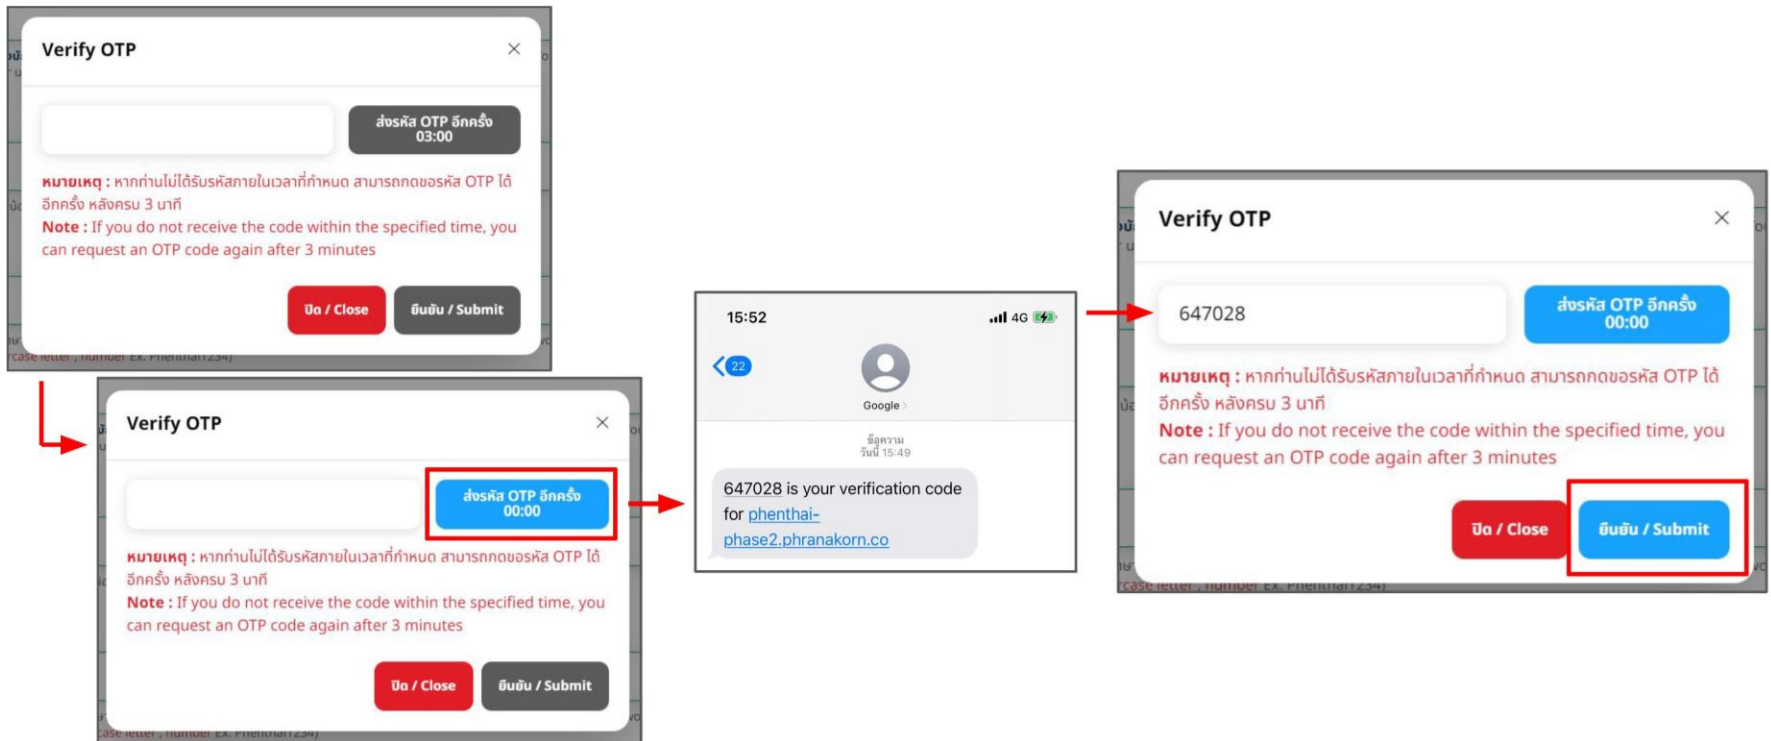 Verify OTP
ส่งรหัส OTP อีกครั้ง
03:00
หมายเหตุ : หากท่านไม่ได้รับรหัสภายในเวลาที่กำหนด สามารถกดขอรหัส OTP ได้
อีกครั้ง หลังครบ 3 นาที
Note : If you do not receive the code within the specified time, you
can request an OTP code again after 3 minutes
ปิด / Close
ยืนยัน / Submit
Verify OTP
ส่งรหัส OTP อีกครั้ง
00:00
หมายเหตุ : หากท่านไม่ได้รับรหัสภายในเวลาที่กำหนด สามารถกดขอรหัส OTP ได้
อีกครั้ง หลังครบ 3 นาที
Note : If you do not receive the code within the specified time, you
can request an OTP code again after 3 minutes
ปิด / Close
ยืนยัน / Submit
15:52
4G
22
Google
ข้อความ
วันนี้ 15:49
647028 is your verification code
for phenthai-
phase2.phranakorn.co
Verify OTP
647028
ส่งรหัส OTP อีกครั้ง
00:00
หมายเหตุ : หากท่านไม่ได้รับรหัสภายในเวลาที่กำหนด สามารถกดขอรหัส OTP ได้
อีกครั้ง หลังครบ 3 นาที
Note : If you do not receive the code within the specified time, you
can request an OTP code again after 3 minutes
ปิด / Close
ยืนยัน / Submit